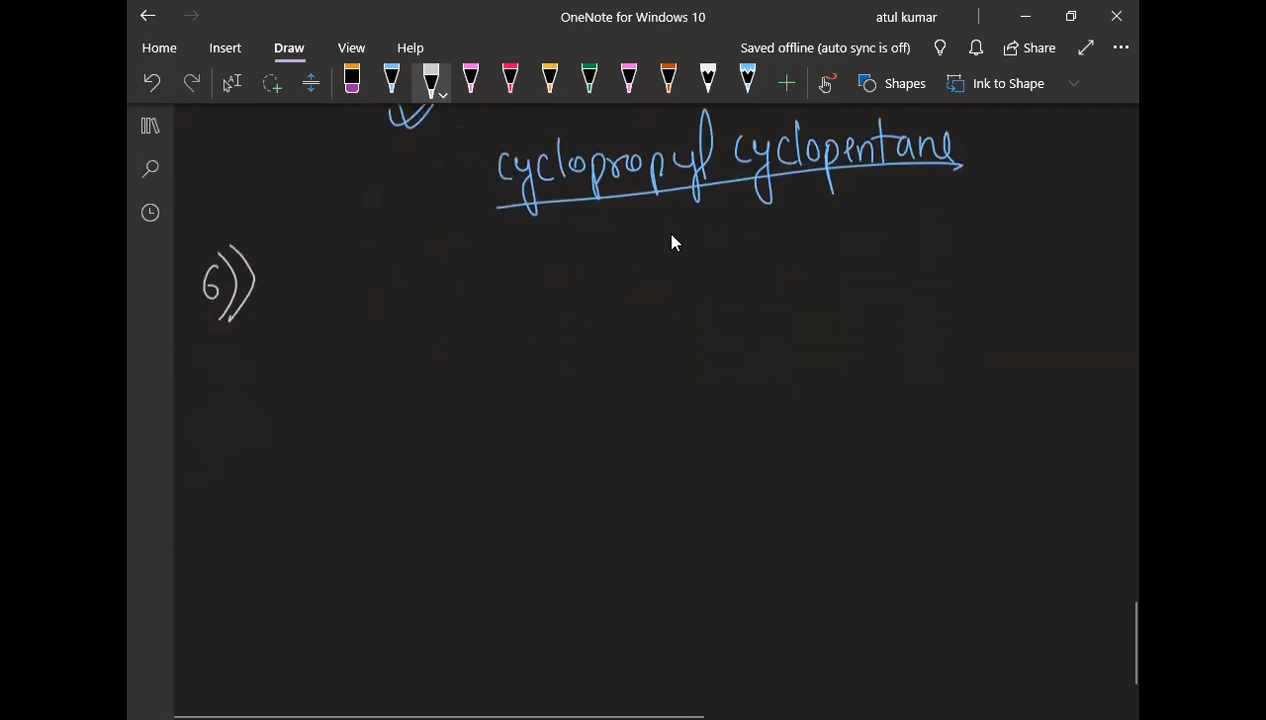 OneNote for Windows 10
atul kumar
Home Insert Draw View Help
Saved offline (auto sync is off)
Share
Shapes
Ink to Shape
cyclopropyl cyclopentane
6))